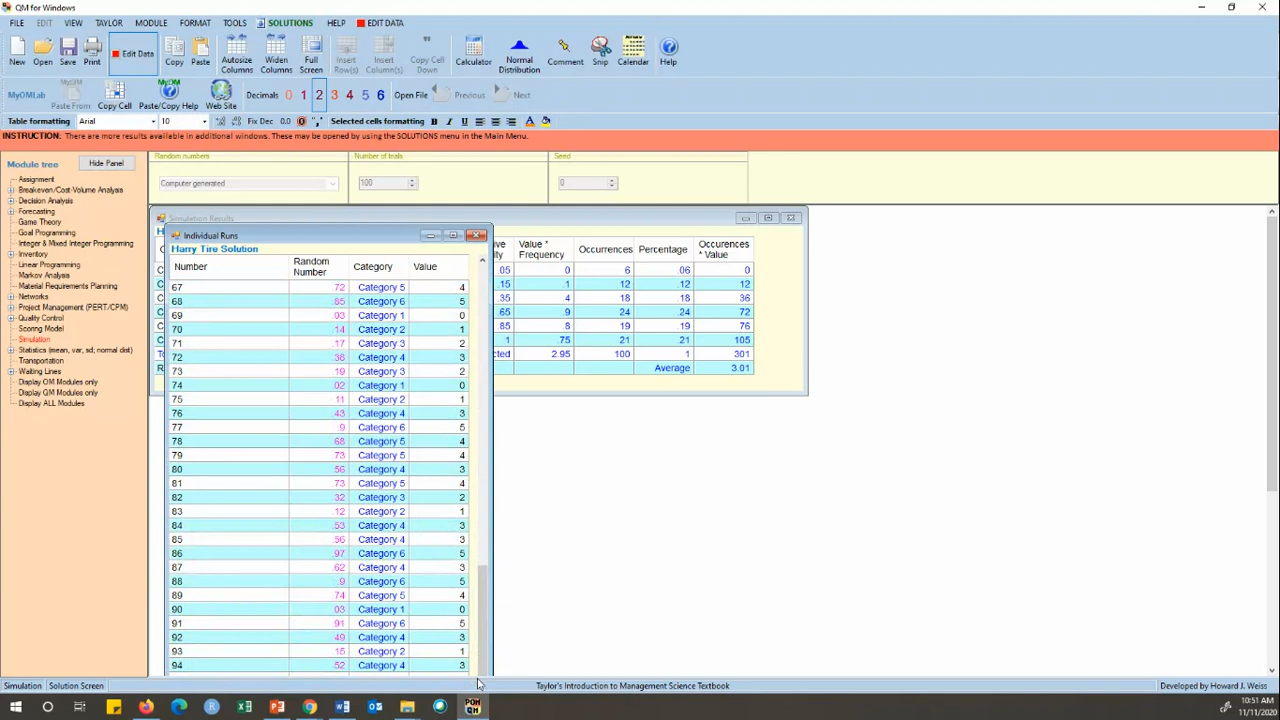 QM for Windows
FILE EDIT VIEW TAYLOR MODULE FORMAT TOOLS SOLUTIONS HELP EDIT DATA
New Open Save Print Edit Data Copy Paste Autosize Columns Widen Columns Full Screen Insert Row(s) Insert Column(s) Copy Cell Down Calculator Normal Distribution Comment Snip Calendar Help
MyOMLab Paste From Copy Cell Paste/Copy Help Web Site Decimals 0 1 2 3 4 5 6 Open File Previous Next
Table formatting Arial 10 Fix Dec 0.0 Selected cells formatting B I U A
INSTRUCTION: There are more results available in additional windows. These may be opened by using the SOLUTIONS menu in the Main Menu.
Module tree Hide Panel
Assignment
Breakeven/Cost-Volume Analysis
Decision Analysis
Forecasting
Game Theory
Goal Programming
Integer & Mixed Integer Programming
Inventory
Linear Programming
Markov Analysis
Material Requirements Planning
Networks
Project Management (PERT/CPM)
Quality Control
Scoring Model
Simulation
Statistics (mean, var, sd; normal dist)
Transportation
Waiting Lines
Display OM Modules only
Display QM Modules only
Display ALL Modules
Random numbers Number of trials Seed
Computer generated 100 0
Simulation Results
Value * Frequency Occurrences Percentage Occurences * Value
.05 0 6 .06 0
.15 .1 12 .12 12
.35 4 18 .18 36
.65 .9 24 .24 72
.85 .8 19 .19 76
1 .75 21 .21 105
cted 2.95 100 1 301
Average 3.01
Individual Runs
Harry Tire Solution
Number Random Number Category Value
67 .72 Category 5 4
68 .85 Category 6 5
69 .03 Category 1 0
70 .14 Category 2 1
71 .17 Category 3 2
72 .38 Category 4 3
73 .19 Category 3 2
74 .02 Category 1 0
75 .11 Category 2 1
76 .43 Category 4 3
77 .9 Category 6 5
78 .68 Category 5 4
79 .73 Category 5 4
80 .56 Category 4 3
81 .73 Category 5 4
82 .32 Category 3 2
83 .12 Category 2 1
84 .53 Category 4 3
85 .56 Category 4 3
86 .97 Category 6 5
87 .62 Category 4 3
88 .9 Category 6 5
89 .74 Category 5 4
90 .03 Category 1 0
91 .91 Category 6 5
92 .49 Category 4 3
93 .15 Category 2 1
94 .52 Category 4 3
Simulation Solution Screen Taylor's Introduction to Management Science Textbook Developed by Howard J. Weiss
10:51 AM
11/11/2020